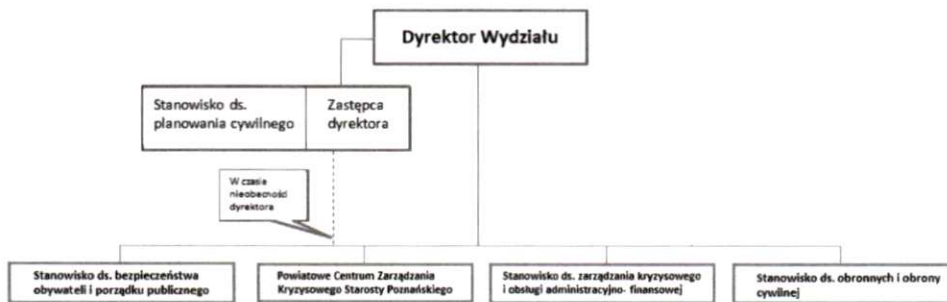 Dyrektor Wydziału
Stanowisko ds.
planowania cywilnego
Zastępca
dyrektora
W czasie
nieobecności
dyrektora
Stanowisko ds. bezpieczeństwa
obywateli i porządku publicznego
Powiatowe Centrum Zarządzania
Kryzysowego Starosty Poznańskiego
Stanowisko ds. zarządzania kryzysowego
i obsługi administracyjno- finansowej
Stanowisko ds. obronnych i obrony
cywilnej